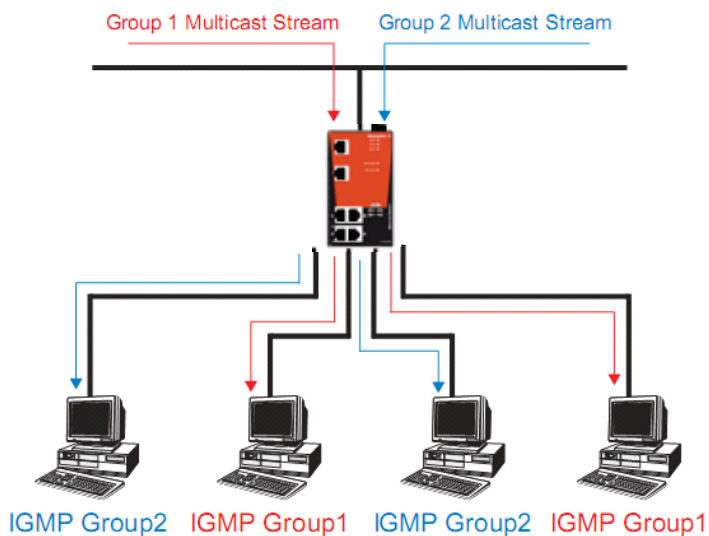 Group 1 Multicast Stream
Group 2 Multicast Stream
IGMP Group2
IGMP Group1
IGMP Group2
IGMP Group1